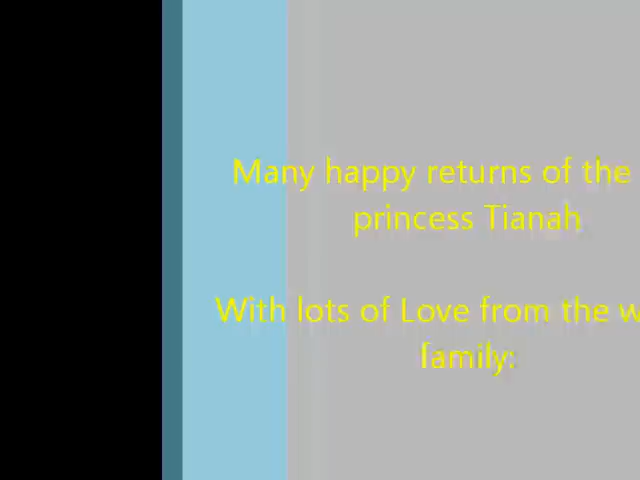 Many happy returns of the
princess Tianah
With lots of Love from the
family: